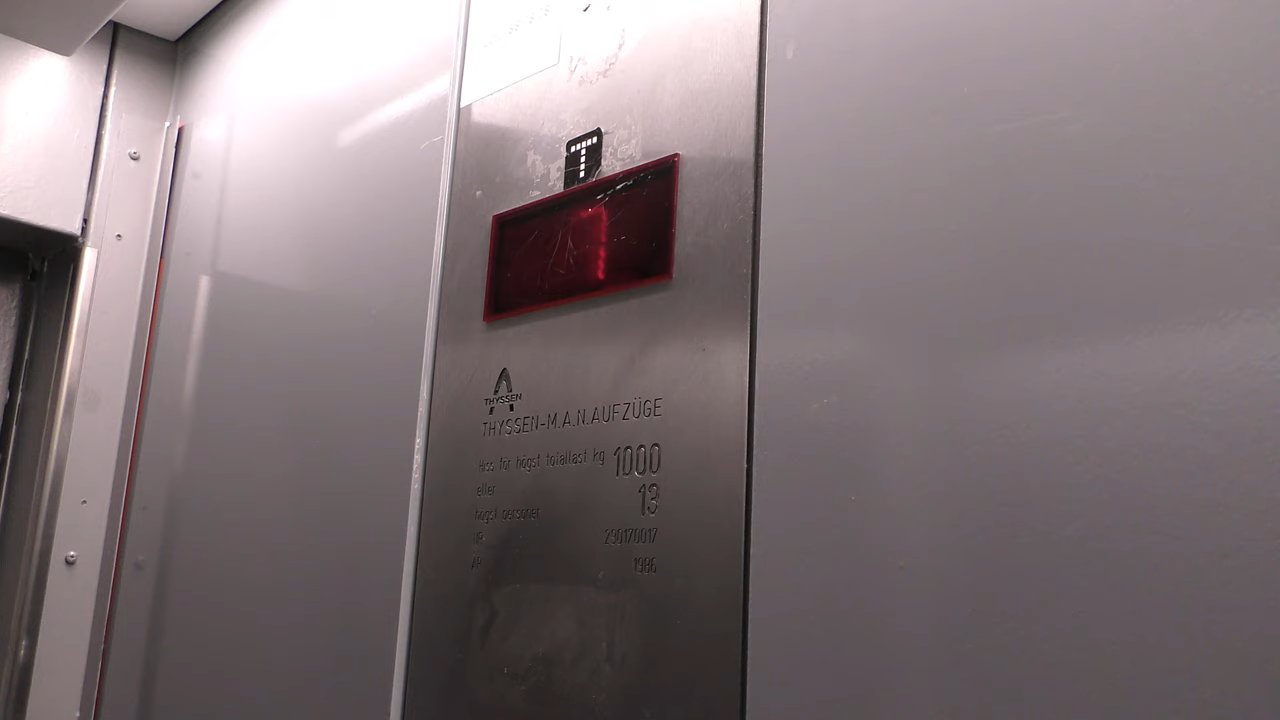 T
THYSSEN
THYSSEN-M.A.N.AUFZÜGE
Hiss för högst totallast kg 1000
eller 13
högst personer
290170017
1986